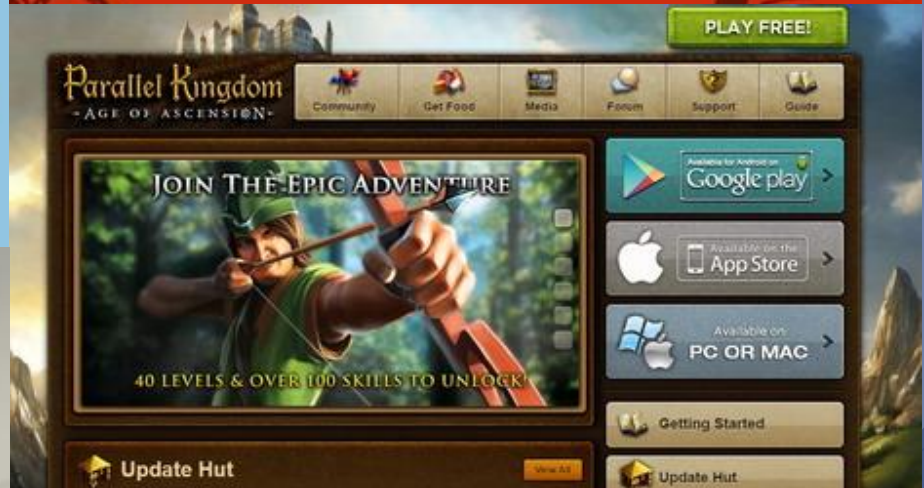 PLAY FREE!
Parallel Kingdom
-AGE OF ASCENSION-
Community
Get Food
Media
Forum
Support
Guide
JOIN THE EPIC ADVENTURE
40 LEVELS & OVER 100 SKILLS TO UNLOCK!
Available for Android on
Google play
Available on the
App Store
Available on
PC OR MAC
Getting Started
Update Hut
View All
Update Hut